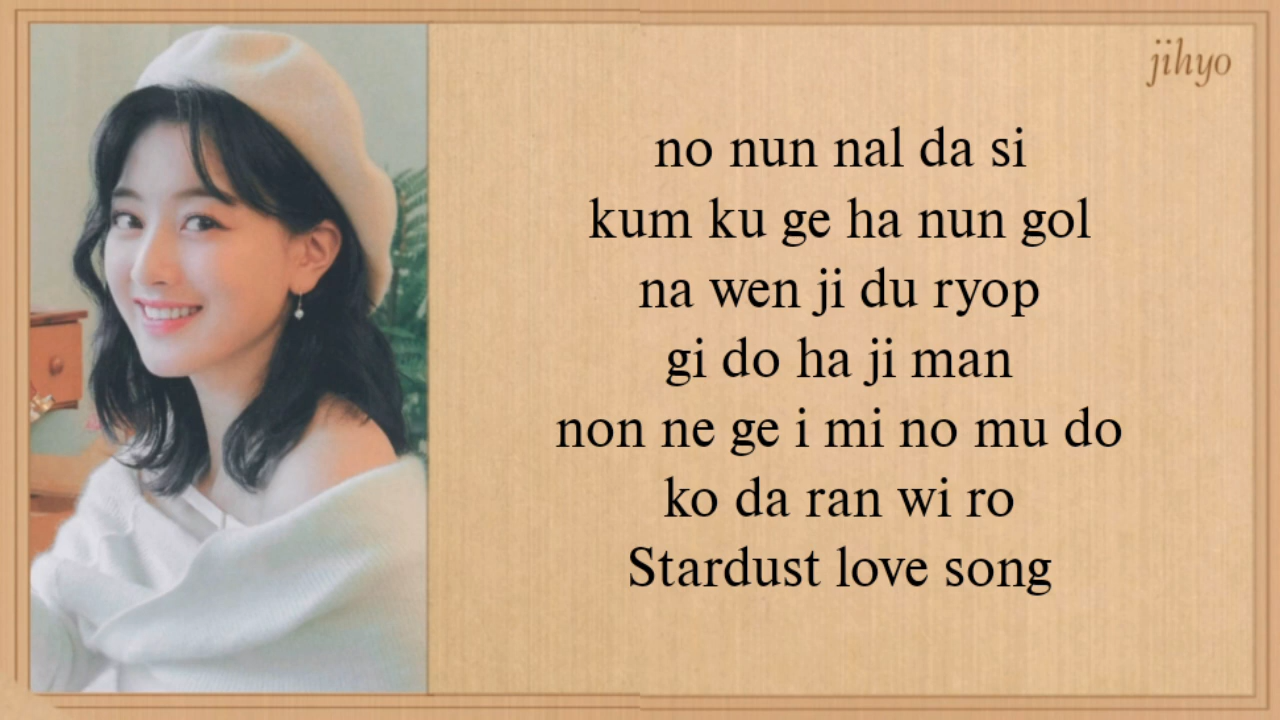 jihyo
no nun nal da si
kum ku ge ha nun gol
na wen ji du ryop
gi do ha ji man
non ne ge i mi no mu do
ko da ran wi ro
Stardust love song